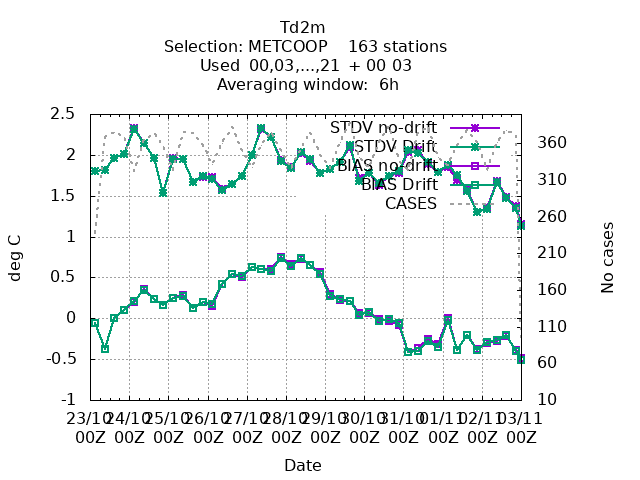 Td2m
Selection: METCOOP    163 stations
Used  00,03,...,21  + 00 03
Averaging window:  6h
2.5
2
1.5
1
0.5
0
-0.5
-1
deg C
STDV no-drift
STDV Drift
BIAS no-drift
BIAS Drift
CASES
360
310
260
210
160
110
60
10
No cases
23/10 24/10 25/10 26/10 27/10 28/10 29/10 30/10 31/10 01/11 02/11 03/11
00Z 00Z 00Z 00Z 00Z 00Z 00Z 00Z 00Z 00Z 00Z 00Z
Date